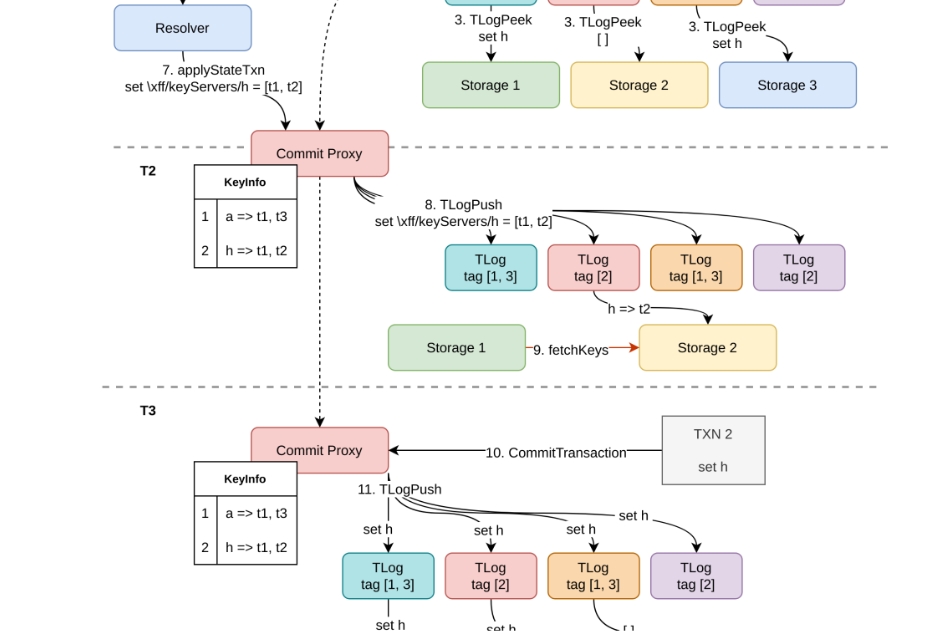 3. TLogPeek
set h
3. TLogPeek
[ ]
3. TLogPeek
set h
Resolver
7. applyStateTxn
set \xff/keyServers/h = [t1, t2]
Storage 1
Storage 2
Storage 3
Commit Proxy
T2
KeyInfo
1
a => t1, t3
2
h => t1, t2
8. TLogPush
set \xff/keyServers/h = [t1, t2]
TLog
tag [1, 3]
TLog
tag [2]
TLog
tag [1, 3]
TLog
tag [2]
h => t2
Storage 1
9. fetchKeys
Storage 2
T3
Commit Proxy
10. CommitTransaction
TXN 2
set h
KeyInfo
1
a => t1, t3
2
h => t1, t2
11. TLogPush
set h
set h
set h
set h
TLog
tag [1, 3]
TLog
tag [2]
TLog
tag [1, 3]
TLog
tag [2]
set h
set h
[ ]